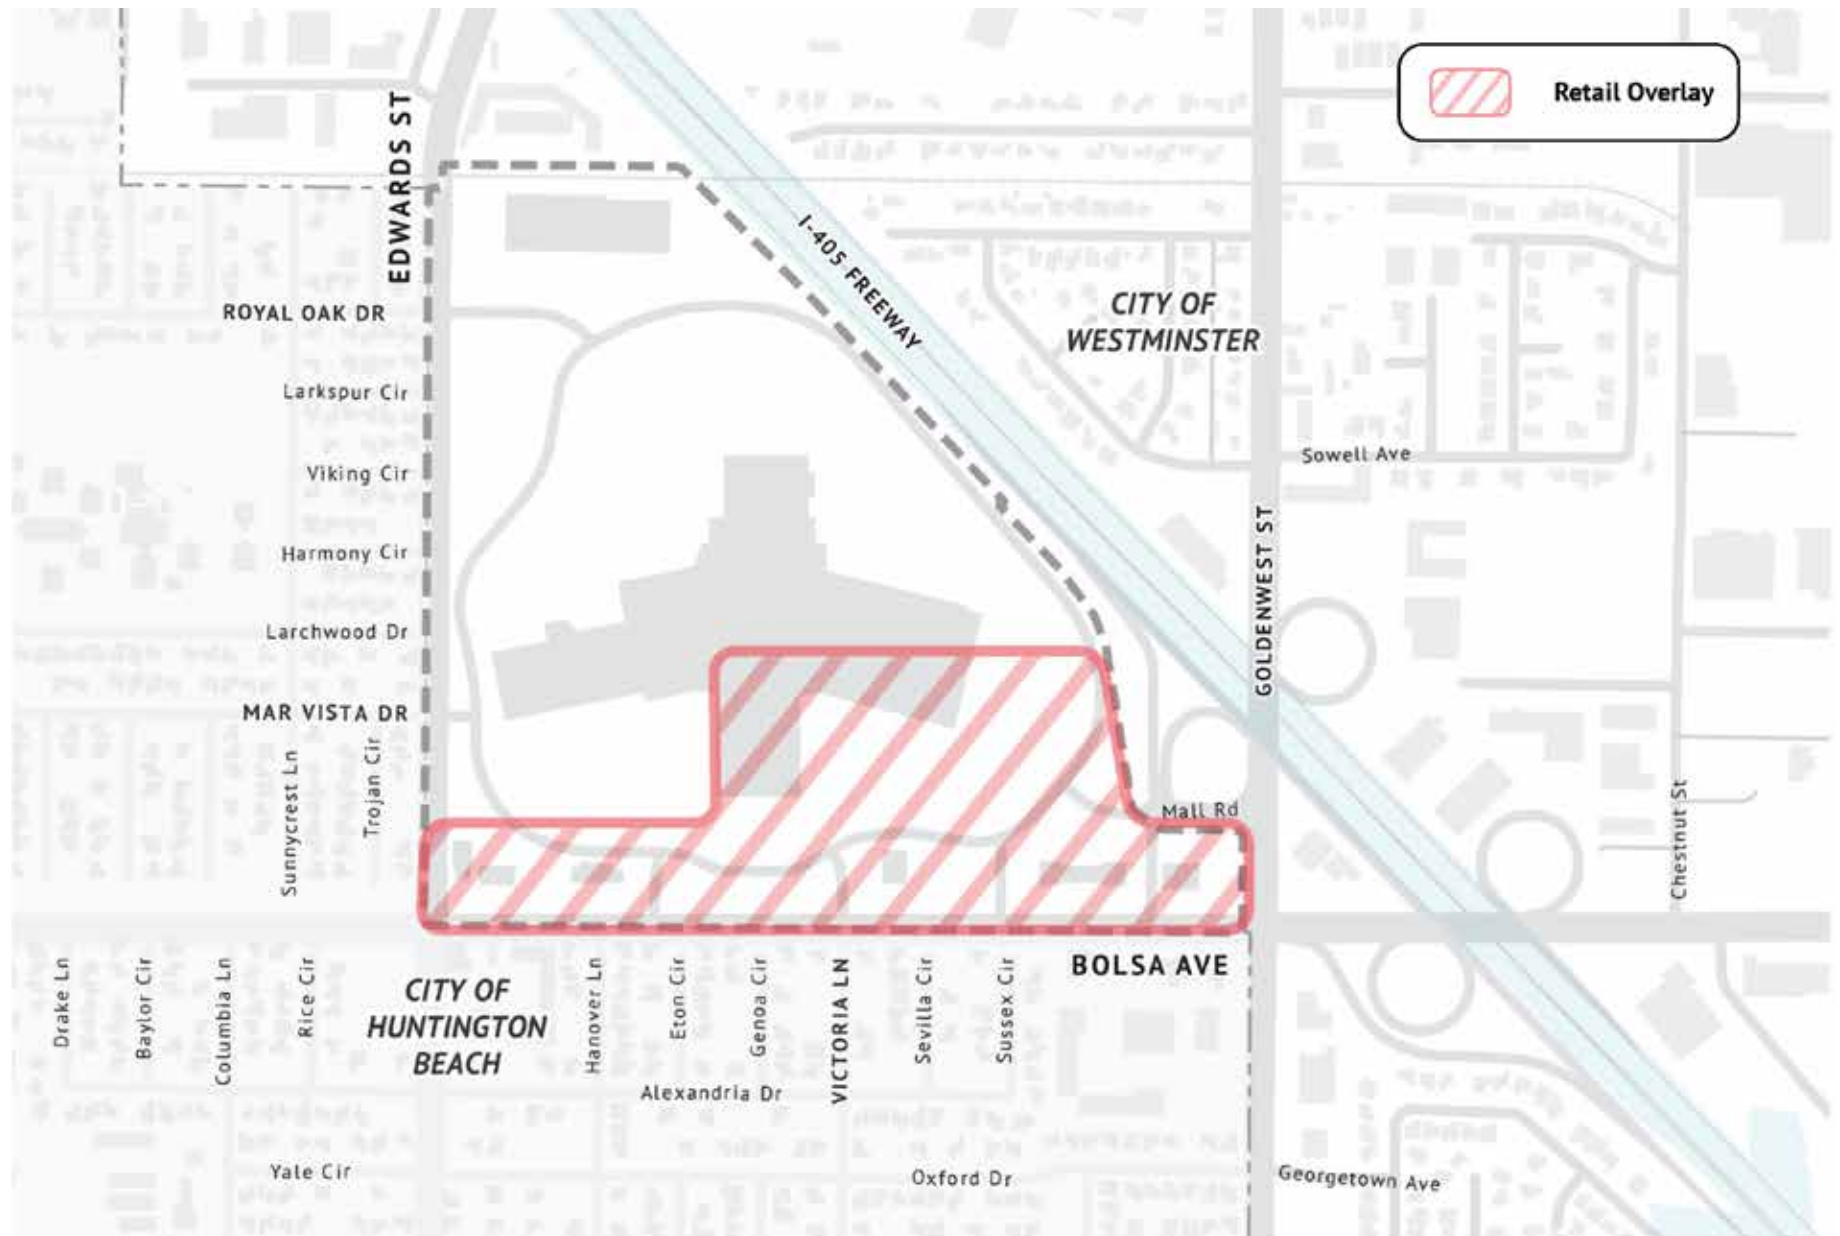 Retail Overlay
EDWARDS ST
I-405 FREEWAY
CITY OF
WESTMINSTER
ROYAL OAK DR
Larkspur Cir
Sowell Ave
Viking Cir
GOLDENWEST ST
Harmony Cir
Larchwood Dr
MAR VISTA DR
Sunnycrest Ln
Trojan Cir
Mall Rd
Chestnut St
BOLSA AVE
Drake Ln
Baylor Cir
Columbia Ln
Rice Cir
CITY OF
HUNTINGTON
BEACH
Hanover Ln
Eton Cir
Genoa Cir
VICTORIA LN
Sevilla Cir
Sussex Cir
Alexandria Dr
Yale Cir
Oxford Dr
Georgetown Ave